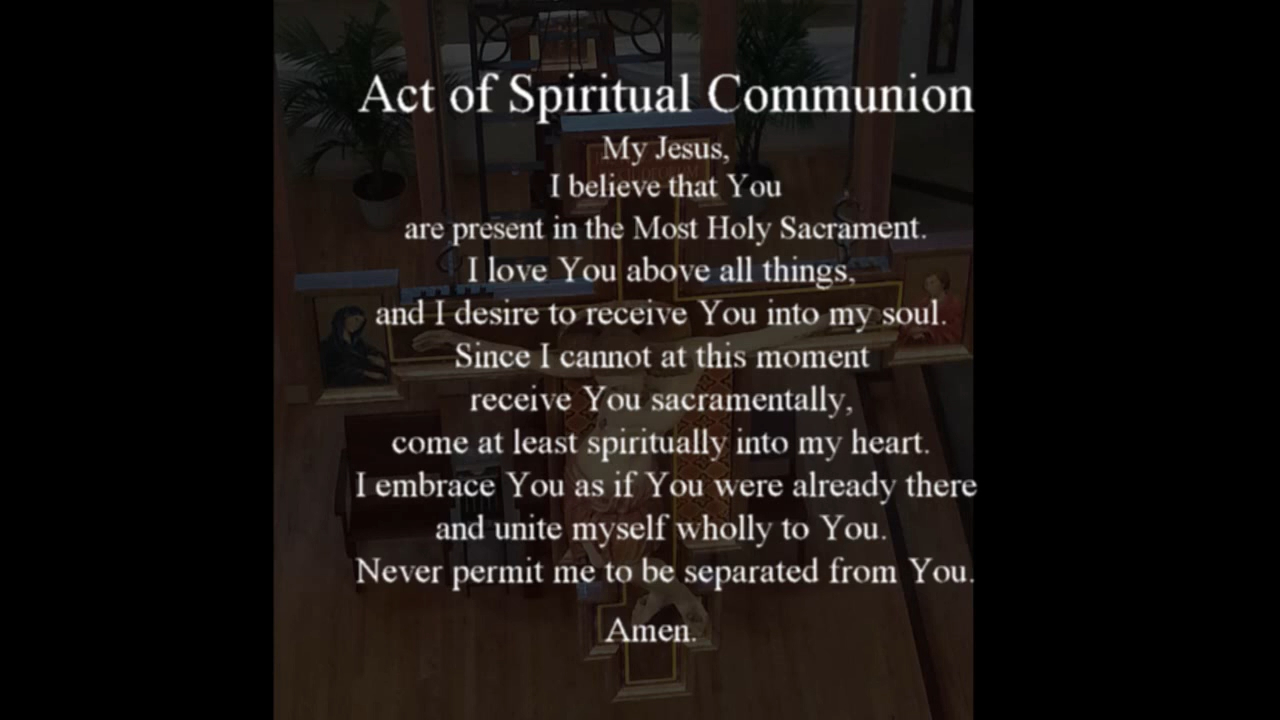 Act of Spiritual Communion
My Jesus,
I believe that You
are present in the Most Holy Sacrament.
I love You above all things,
and I desire to receive You into my soul.
Since I cannot at this moment
receive You sacramentally,
come at least spiritually into my heart.
I embrace You as if You were already there
and unite myself wholly to You.
Never permit me to be separated from You.
Amen.